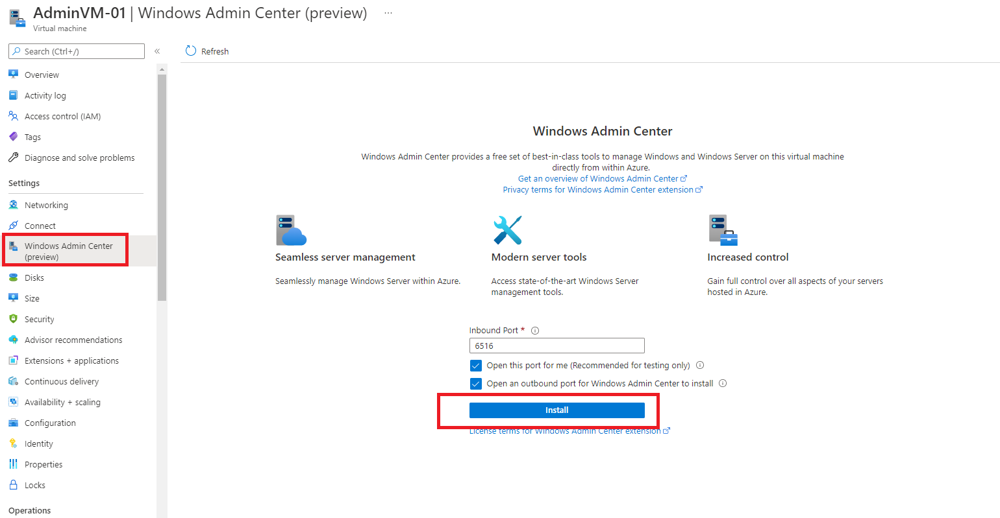 AdminVM-01 | Windows Admin Center (preview) ...
Virtual machine
Search (Ctrl+/)
«
Overview
Activity log
Access control (IAM)
Tags
Diagnose and solve problems
Settings
Networking
Connect
Windows Admin Center
(preview)
Disks
Size
Security
Advisor recommendations
Extensions + applications
Continuous delivery
Availability + scaling
Configuration
Identity
Properties
Locks
Operations
Refresh
Windows Admin Center
Windows Admin Center provides a free set of best-in-class tools to manage Windows and Windows Server on this virtual machine
directly from within Azure.
Get an overview of Windows Admin Center
Privacy terms for Windows Admin Center extension
Seamless server management
Seamlessly manage Windows Server within Azure.
Modern server tools
Access state-of-the-art Windows Server
management tools.
Increased control
Gain full control over all aspects of your servers
hosted in Azure.
Inbound Port *
6516
Open this port for me (Recommended for testing only)
Open an outbound port for Windows Admin Center to install
Install
License terms for Windows Admin Center extension